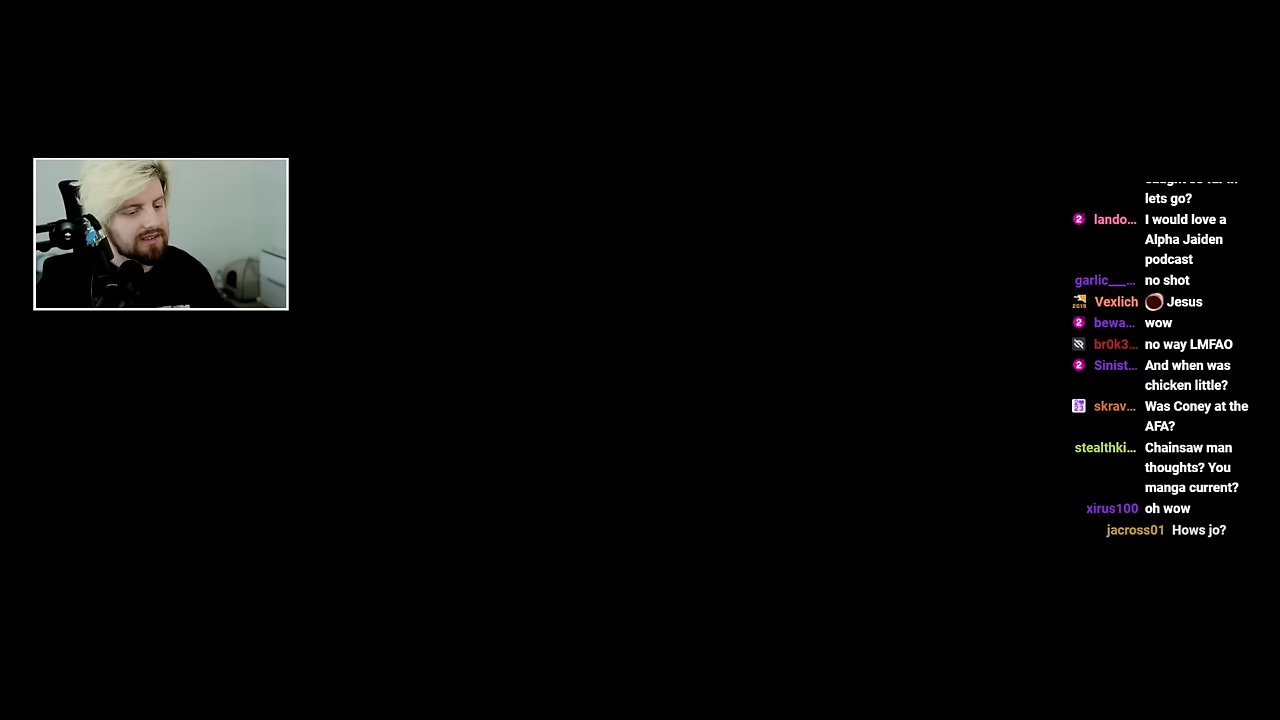 lets go?
lando... I would love a
Alpha Jaiden
podcast
garlic___... no shot
Vexlich Jesus
bewa... wow
br0k3... no way LMFAO
Sinist... And when was
chicken little?
skrav... Was Coney at the
AFA?
stealthki... Chainsaw man
thoughts? You
manga current?
xirus100 oh wow
jacross01 Hows jo?